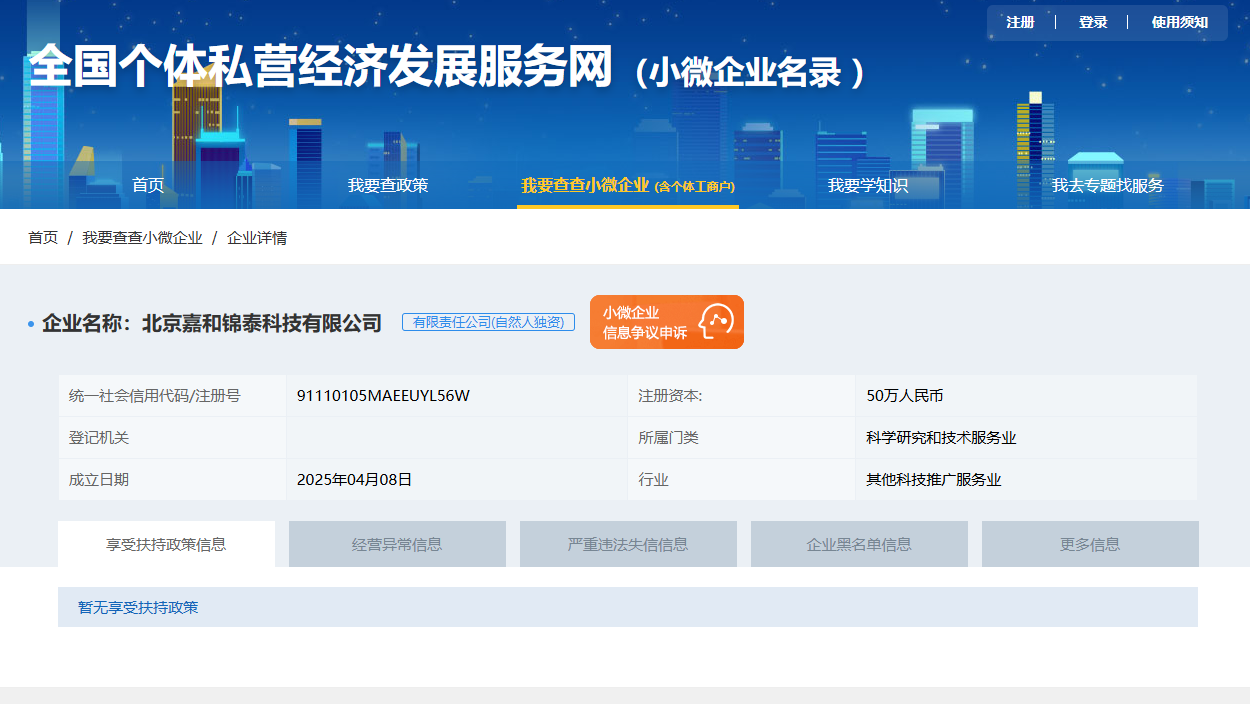 注册 | 登录 | 使用须知
全国个体私营经济发展服务网 (小微企业名录 )
首页 我要查政策 我要查查小微企业 (含个体工商户) 我要学知识 我去专题找服务
首页 / 我要查查小微企业 / 企业详情
企业名称：北京嘉和锦泰科技有限公司 有限责任公司(自然人独资) 小微企业
信息争议申诉
统一社会信用代码/注册号 91110105MAEEUYL56W 注册资本: 50万人民币
登记机关 所属门类 科学研究和技术服务业
成立日期 2025年04月08日 行业 其他科技推广服务业
享受扶持政策信息 经营异常信息 严重违法失信信息 企业黑名单信息 更多信息
暂无享受扶持政策